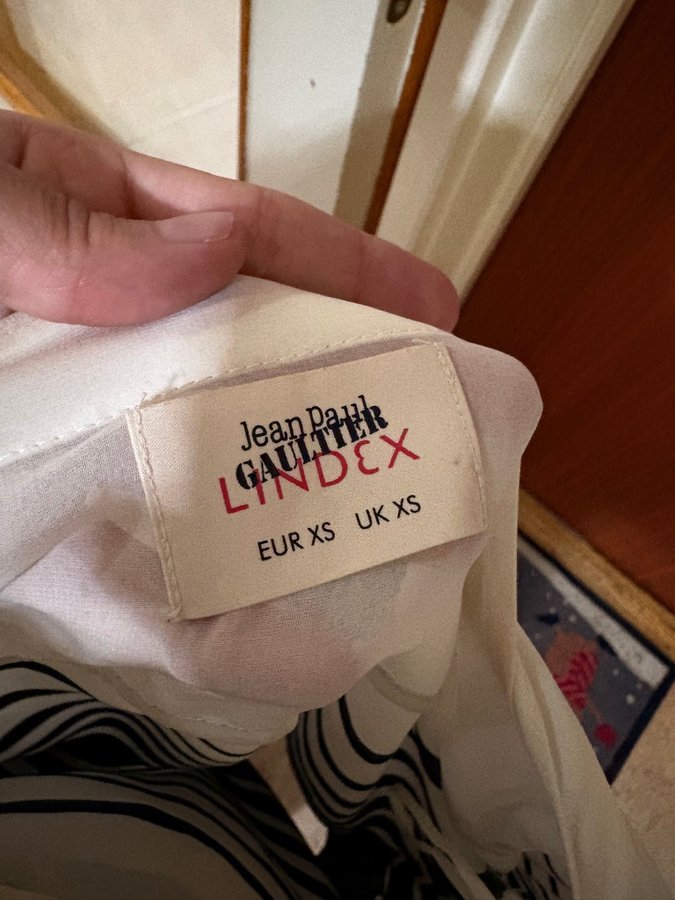 Jean Paul
GAULTIER
LINDEX
EUR XS UK XS